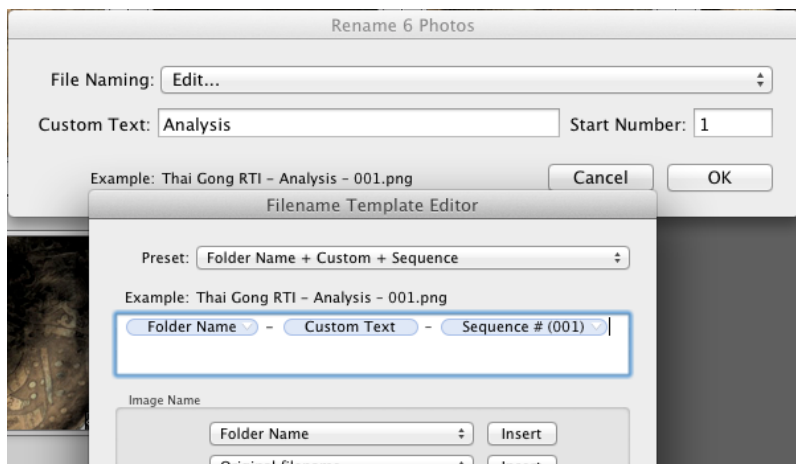 Rename 6 Photos
File Naming: Edit...
Custom Text: Analysis Start Number: 1
Example: Thai Gong RTI – Analysis – 001.png Cancel OK
Filename Template Editor
Preset: Folder Name + Custom + Sequence
Example: Thai Gong RTI – Analysis – 001.png
Folder Name – Custom Text – Sequence # (001)
Image Name
Folder Name Insert
Original filename Insert